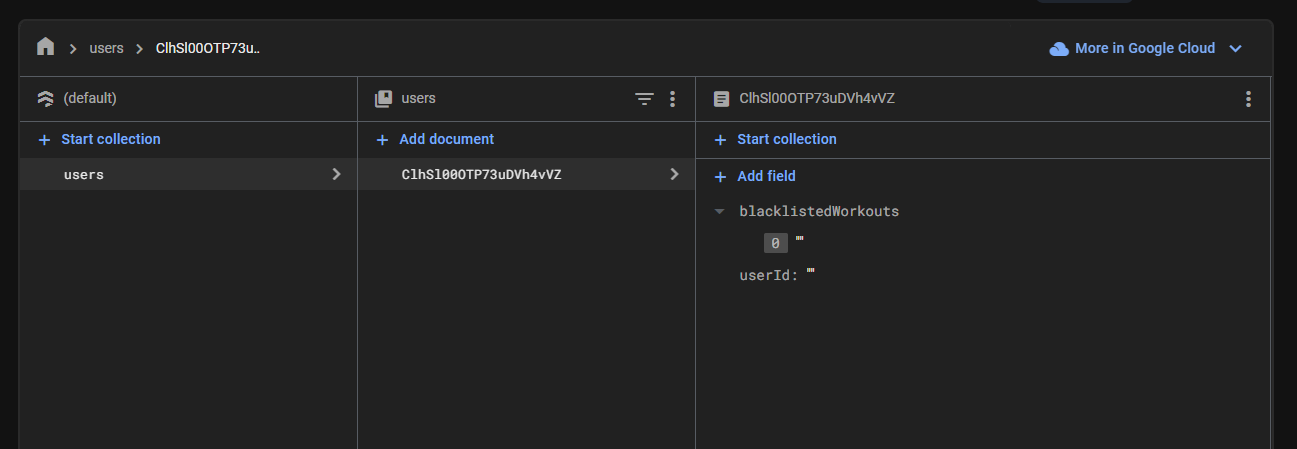 users ClhSl00OTP73u.. More in Google Cloud
(default) users ClhSl00OTP73uDVh4vVZ
+ Start collection + Add document + Start collection
users ClhSl00OTP73uDVh4vVZ
+ Add field
blacklistedWorkouts
0 ""
userId: ""